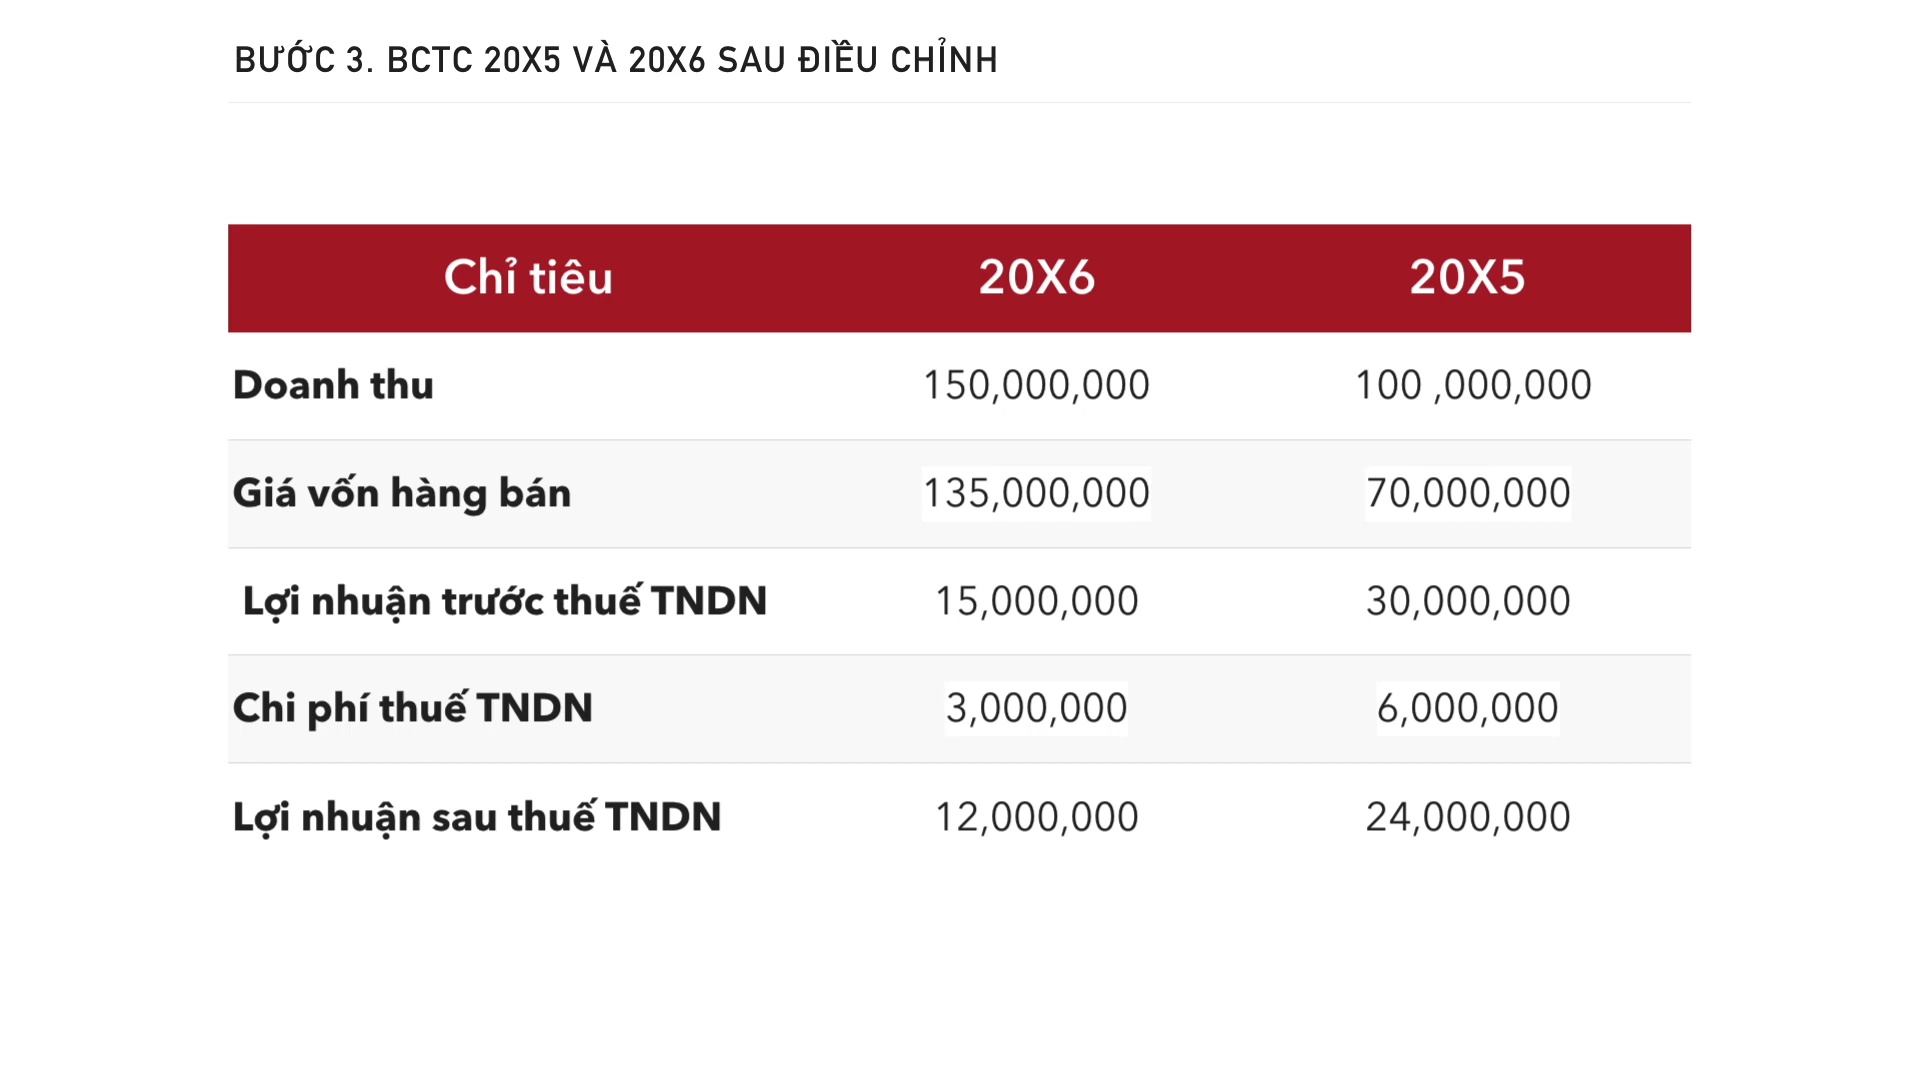 BƯỚC 3. BCTC 20X5 VÀ 20X6 SAU ĐIỀU CHỈNH
Chỉ tiêu 20X6 20X5
Doanh thu 150,000,000 100 ,000,000
Giá vốn hàng bán 135,000,000 70,000,000
Lợi nhuận trước thuế TNDN 15,000,000 30,000,000
Chi phí thuế TNDN 3,000,000 6,000,000
Lợi nhuận sau thuế TNDN 12,000,000 24,000,000